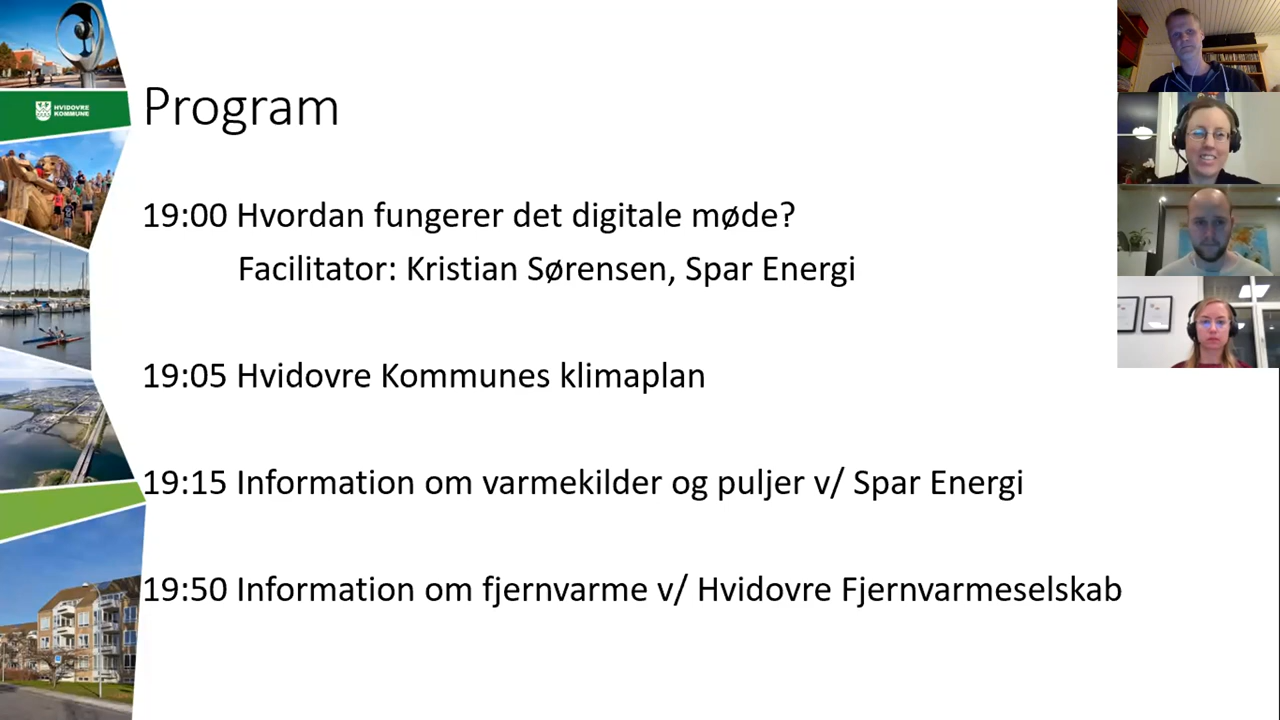 HVIDOVRE
KOMMUNE
Program
19:00 Hvordan fungerer det digitale møde?
Facilitator: Kristian Sørensen, Spar Energi
19:05 Hvidovre Kommunes klimaplan
19:15 Information om varmekilder og puljer v/ Spar Energi
19:50 Information om fjernvarme v/ Hvidovre Fjernvarmeselskab